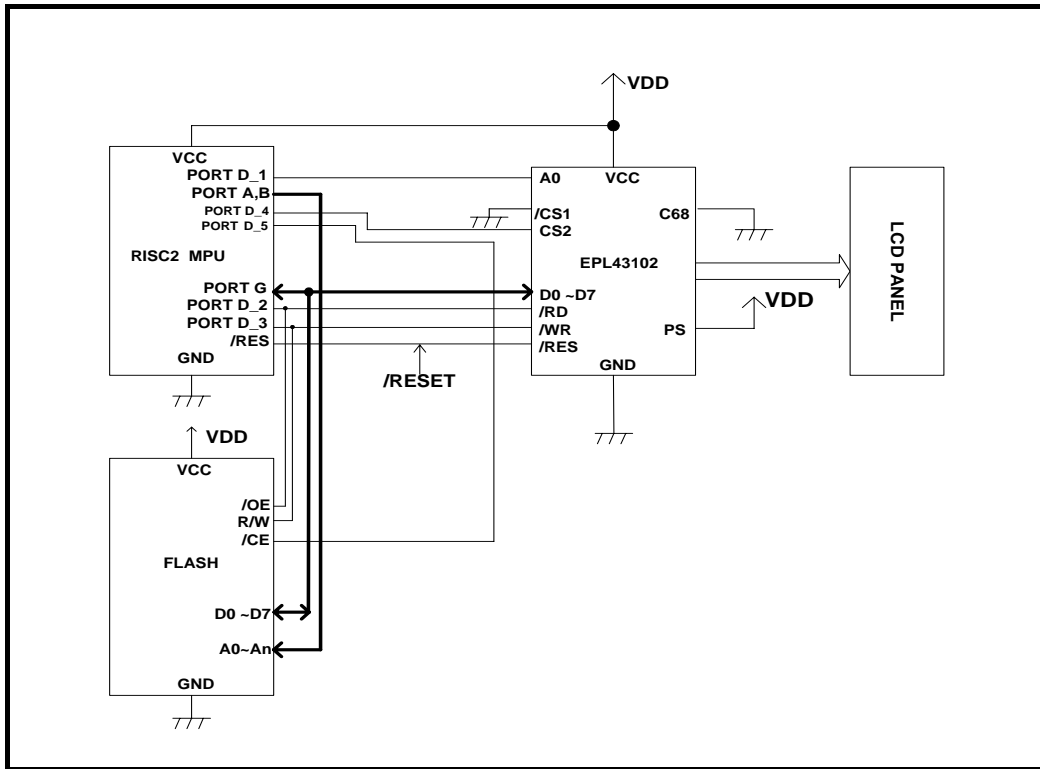 VDD
VCC
PORT D_1
PORT A,B
PORT D_4
PORT D_5
RISC2 MPU
PORT G
PORT D_2
PORT D_3
/RES
GND
A0
VCC
/CS1
CS2
C68
EPL43102
D0 ~D7
/RD
/WR
/RES
PS
GND
VDD
LCD PANEL
/RESET
VDD
VCC
/OE
R/W
/CE
FLASH
D0 ~D7
A0~An
GND